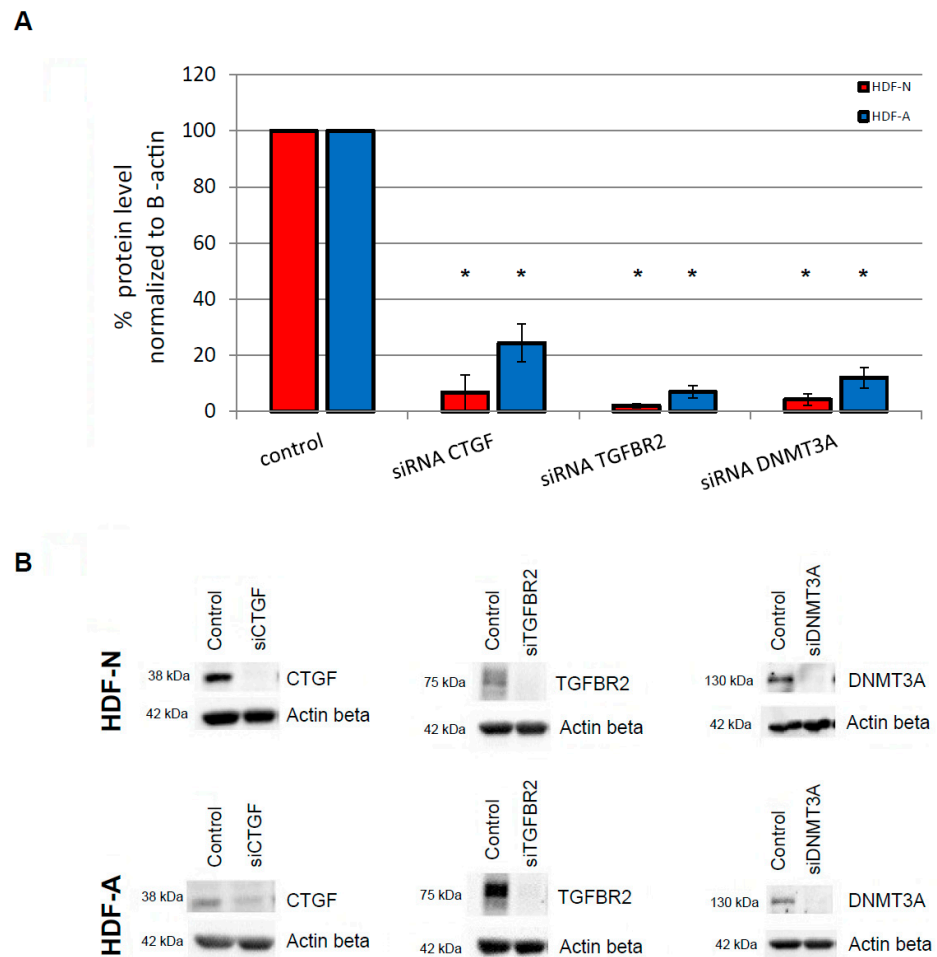 A
120
100
80
60
40
20
0
% protein level
normalized to B -actin
HDF-N
HDF-A
* * * * * *
control
siRNA CTGF
siRNA TGFBR2
siRNA DNMT3A
B
HDF-N
Control siCTGF
38 kDa CTGF
42 kDa Actin beta
Control siTGFBR2
75 kDa TGFBR2
42 kDa Actin beta
Control siDNMT3A
130 kDa DNMT3A
42 kDa Actin beta
HDF-A
Control siCTGF
38 kDa CTGF
42 kDa Actin beta
Control siTGFBR2
75 kDa TGFBR2
42 kDa Actin beta
Control siDNMT3A
130 kDa DNMT3A
42 kDa Actin beta